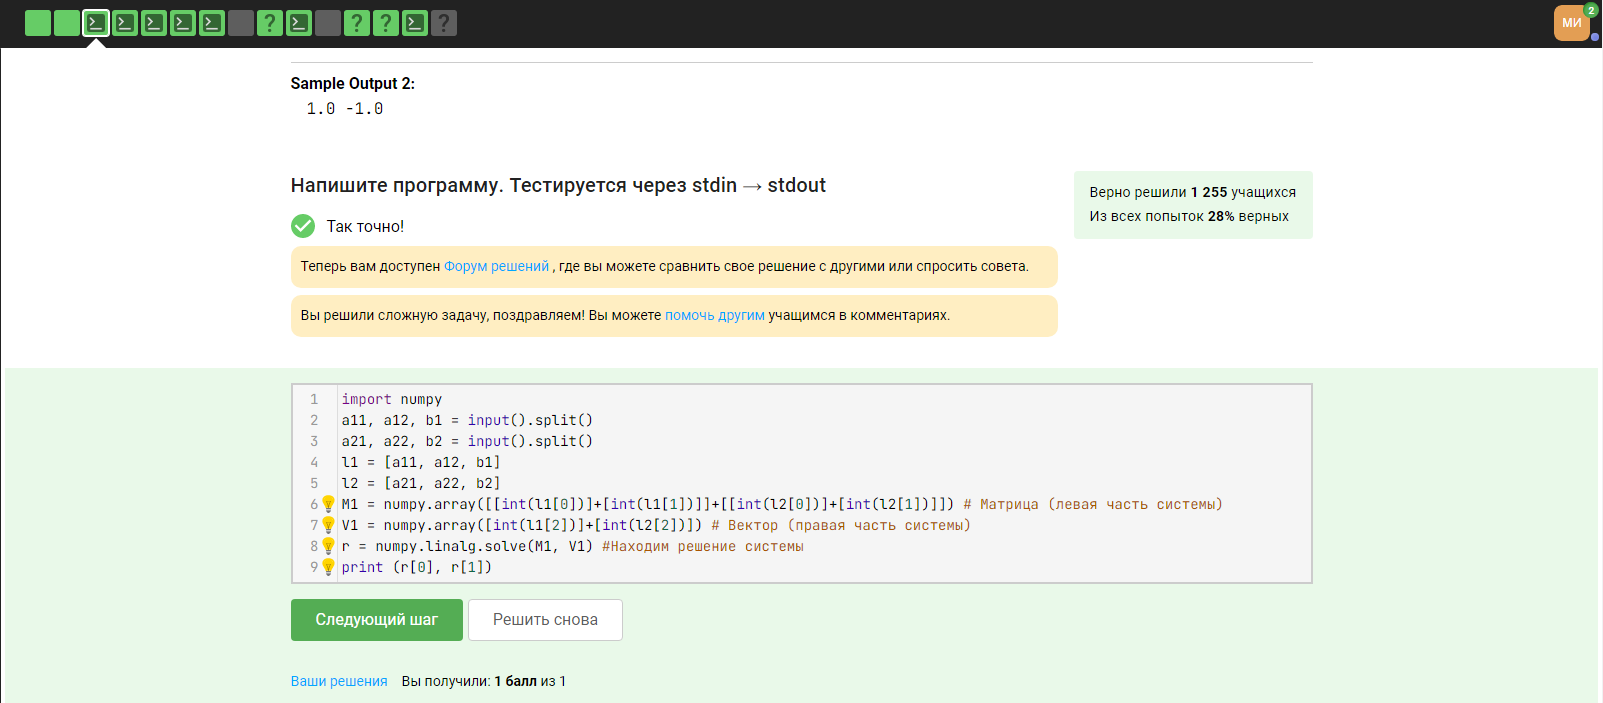 МИ
2
Sample Output 2:
1.0 -1.0
Напишите программу. Тестируется через stdin → stdout
Верно решили 1 255 учащихся
Из всех попыток 28% верных
Так точно!
Теперь вам доступен Форум решений , где вы можете сравнить свое решение с другими или спросить совета.
Вы решили сложную задачу, поздравляем! Вы можете помочь другим учащимся в комментариях.
1 import numpy
2 a11, a12, b1 = input().split()
3 a21, a22, b2 = input().split()
4 l1 = [a11, a12, b1]
5 l2 = [a21, a22, b2]
6 M1 = numpy.array([[int(l1[0])]+[int(l1[1])]]+[[int(l2[0])]+[int(l2[1])]]) # Матрица (левая часть системы)
7 V1 = numpy.array([int(l1[2])]+[int(l2[2])]) # Вектор (правая часть системы)
8 r = numpy.linalg.solve(M1, V1) #Находим решение системы
9 print (r[0], r[1])
Следующий шаг
Решить снова
Ваши решения Вы получили: 1 балл из 1